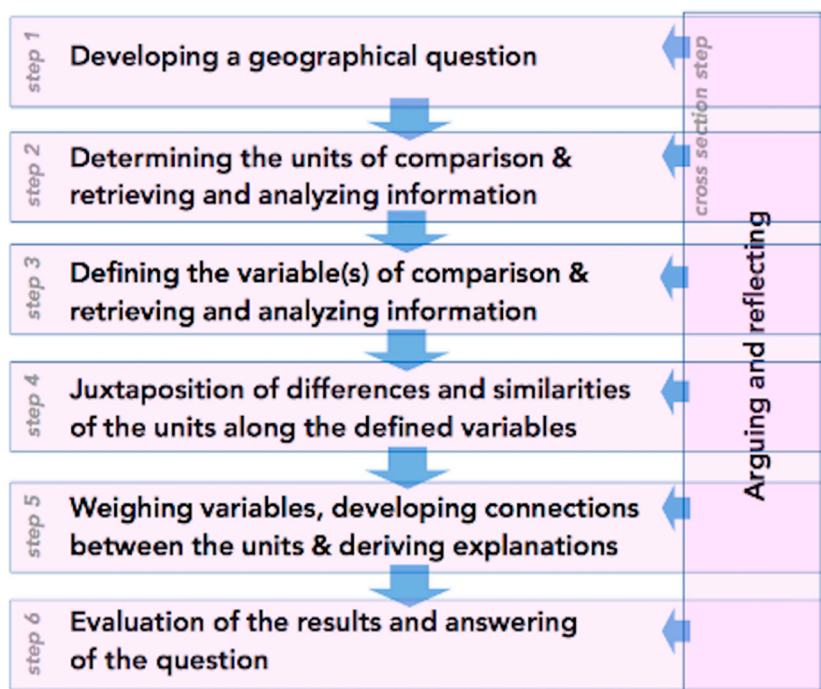 step 1
Developing a geographical question
step 2
Determining the units of comparison &
retrieving and analyzing information
step 3
Defining the variable(s) of comparison &
retrieving and analyzing information
step 4
Juxtaposition of differences and similarities
of the units along the defined variables
step 5
Weighing variables, developing connections
between the units & deriving explanations
step 6
Evaluation of the results and answering
of the question
cross section step
Arguing and reflecting